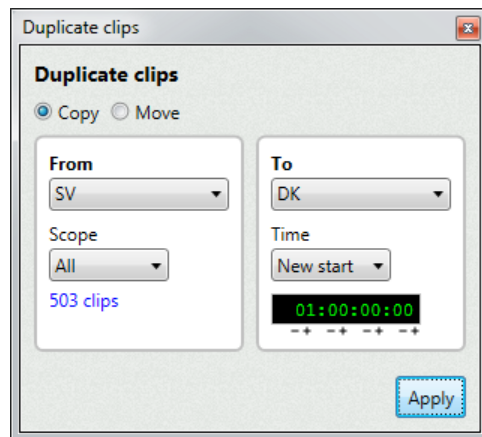 Duplicate clips
Duplicate clips
Copy Move
From
SV
Scope
All
503 clips
To
DK
Time
New start
01:00:00:00
-+ -+ -+ -+
Apply